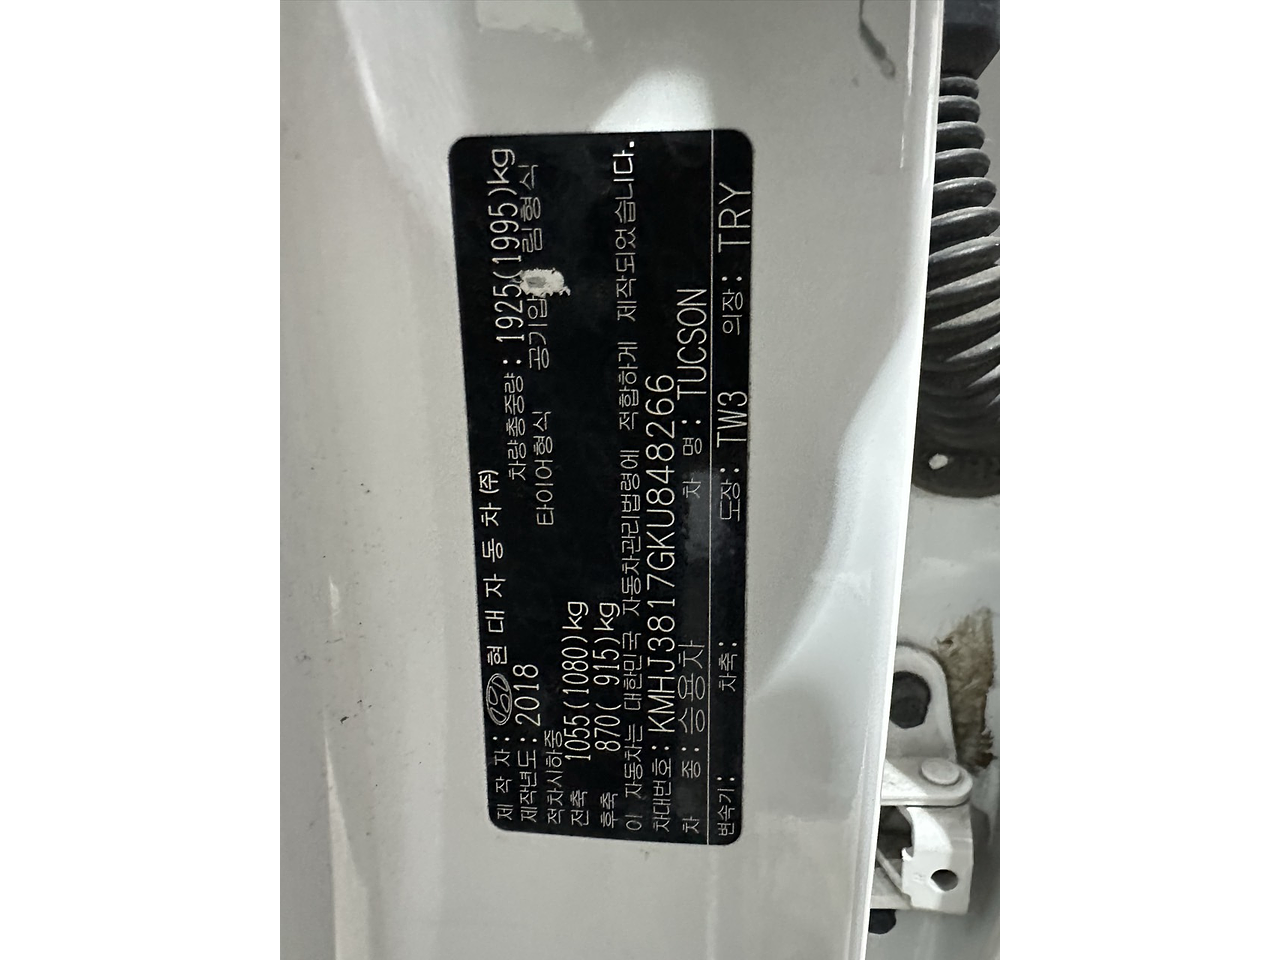 제 작 자: 현 대 자 동 차 (주)
제작년도: 2018 차량총중량: 1925(1995)kg
적차시하중 타이어형식 공기압 림형식
전축 1055(1080)kg
후축 870( 915)kg
이 자동차는 대한민국 자동차관리법령에 적합하게 제작되었습니다.
차대번호: KMHJ3817GKU848266
차 종: 승용차 차 명: TUCSON
변속기: 차축: 도장: TW3 의장: TRY